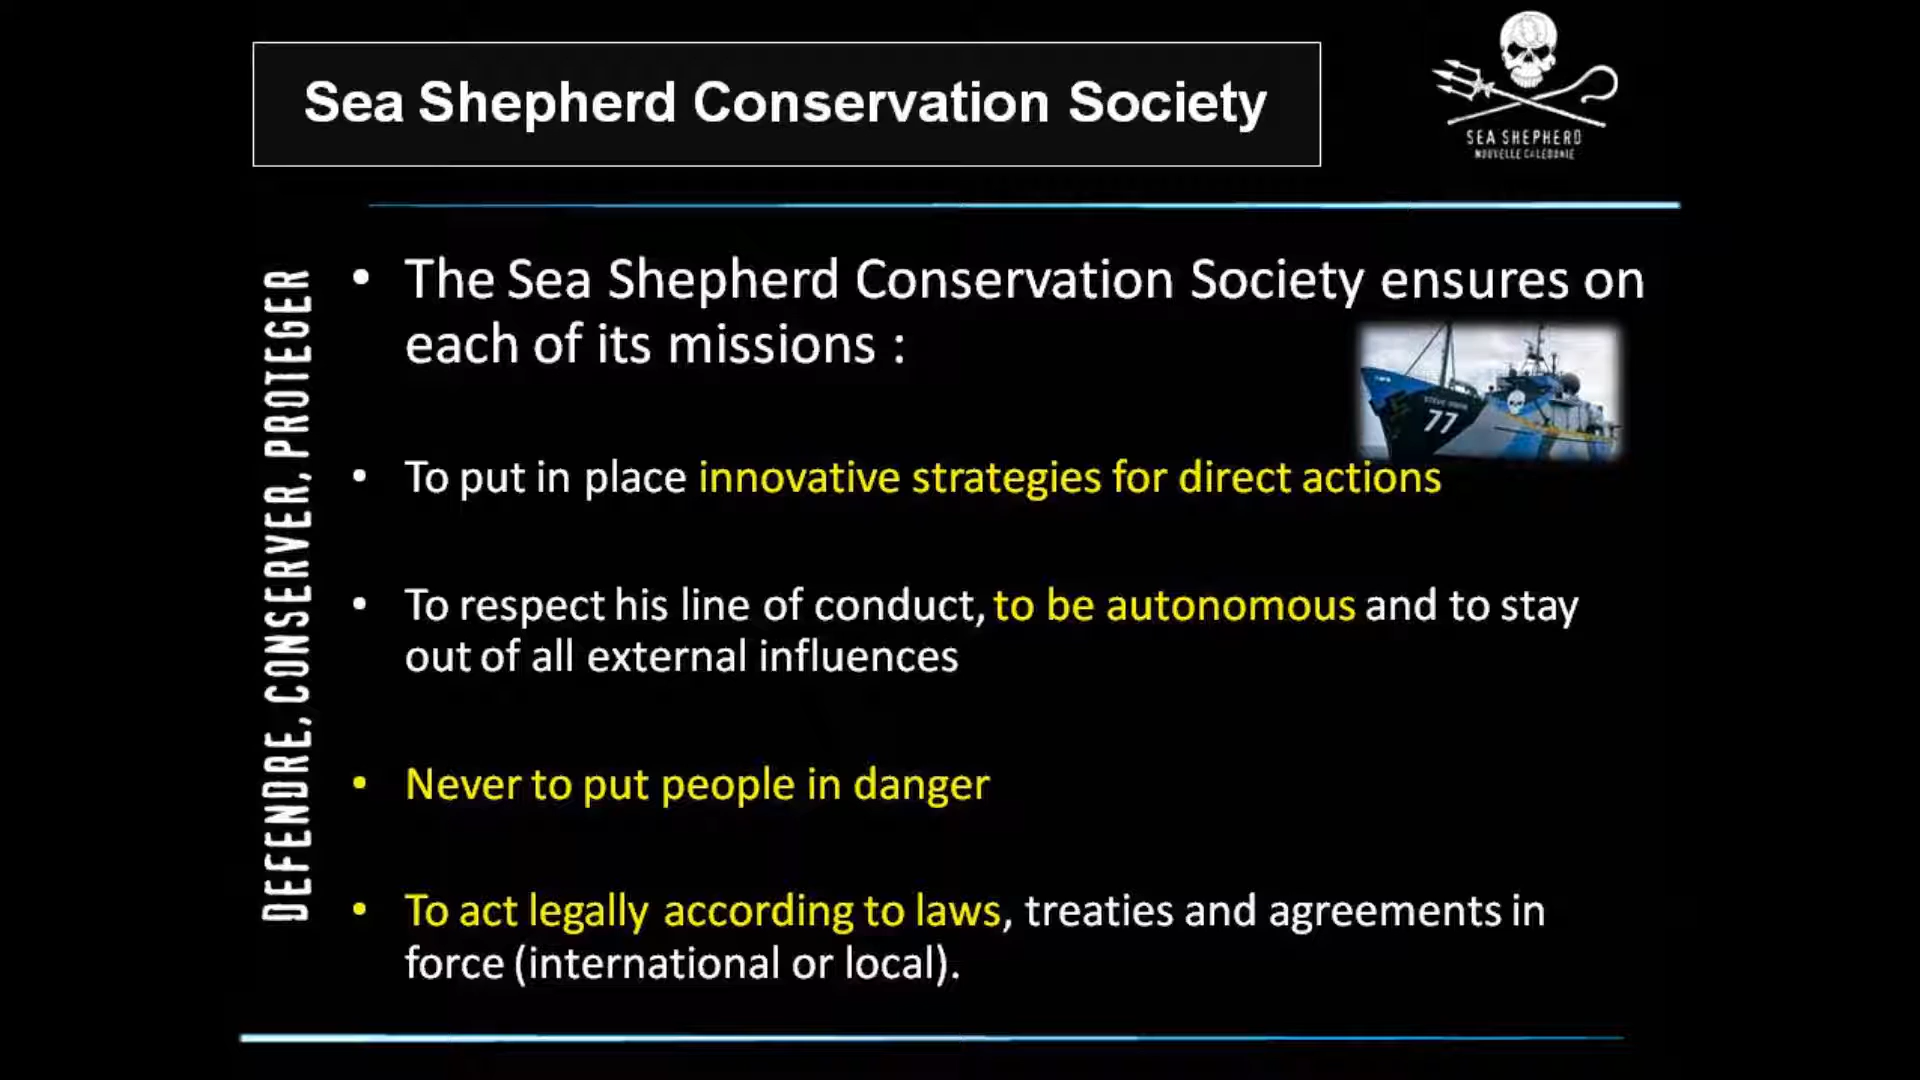 Sea Shepherd Conservation Society
SEA SHEPHERD
NOUVELLE CALEDONIE
DEFENDRE, CONSERVER, PROTEGER
• The Sea Shepherd Conservation Society ensures on
each of its missions :
77
• To put in place innovative strategies for direct actions
• To respect his line of conduct, to be autonomous and to stay
out of all external influences
• Never to put people in danger
• To act legally according to laws, treaties and agreements in
force (international or local).